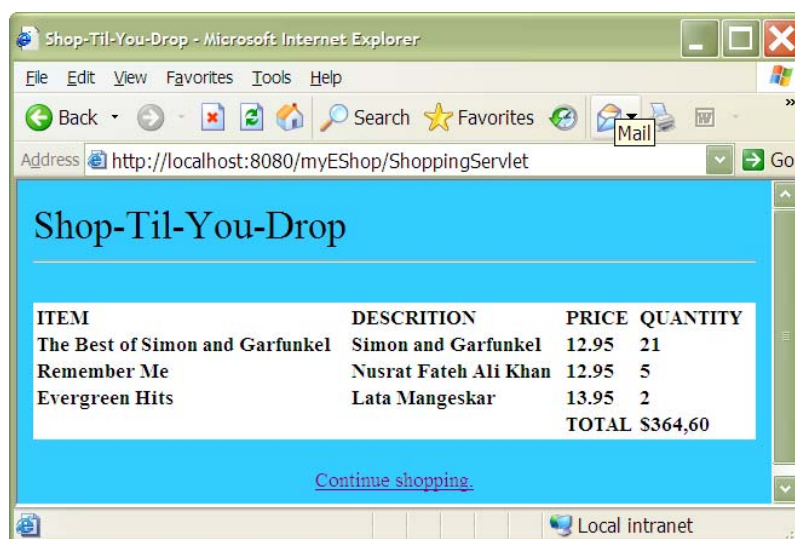 Shop-Til-You-Drop - Microsoft Internet Explorer
File Edit View Favorites Tools Help
Back Search Favorites »
Mail
Address http://localhost:8080/myEShop/ShoppingServlet Go
Shop-Til-You-Drop
ITEM DESCRITION PRICE QUANTITY
The Best of Simon and Garfunkel Simon and Garfunkel 12.95 21
Remember Me Nusrat Fateh Ali Khan 12.95 5
Evergreen Hits Lata Mangeskar 13.95 2
TOTAL $364,60
Continue shopping.
Local intranet